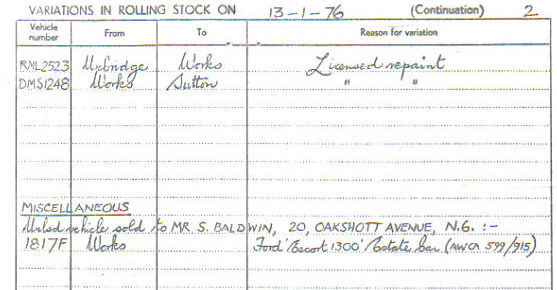 VARIATIONS IN ROLLING STOCK ON 13-1-76 (Continuation) 2
Vehicle number From To Reason for variation
RML2523 Uxbridge Works Licensed repaint
DMS1248 Works Sutton " "
MISCELLANEOUS
vehicle sold to MR S. BALDWIN, 20, OAKSHOTT AVENUE, N.6. :-
1817F Works Ford 'Escort 1300' Estate Car (AWCA 599/915)